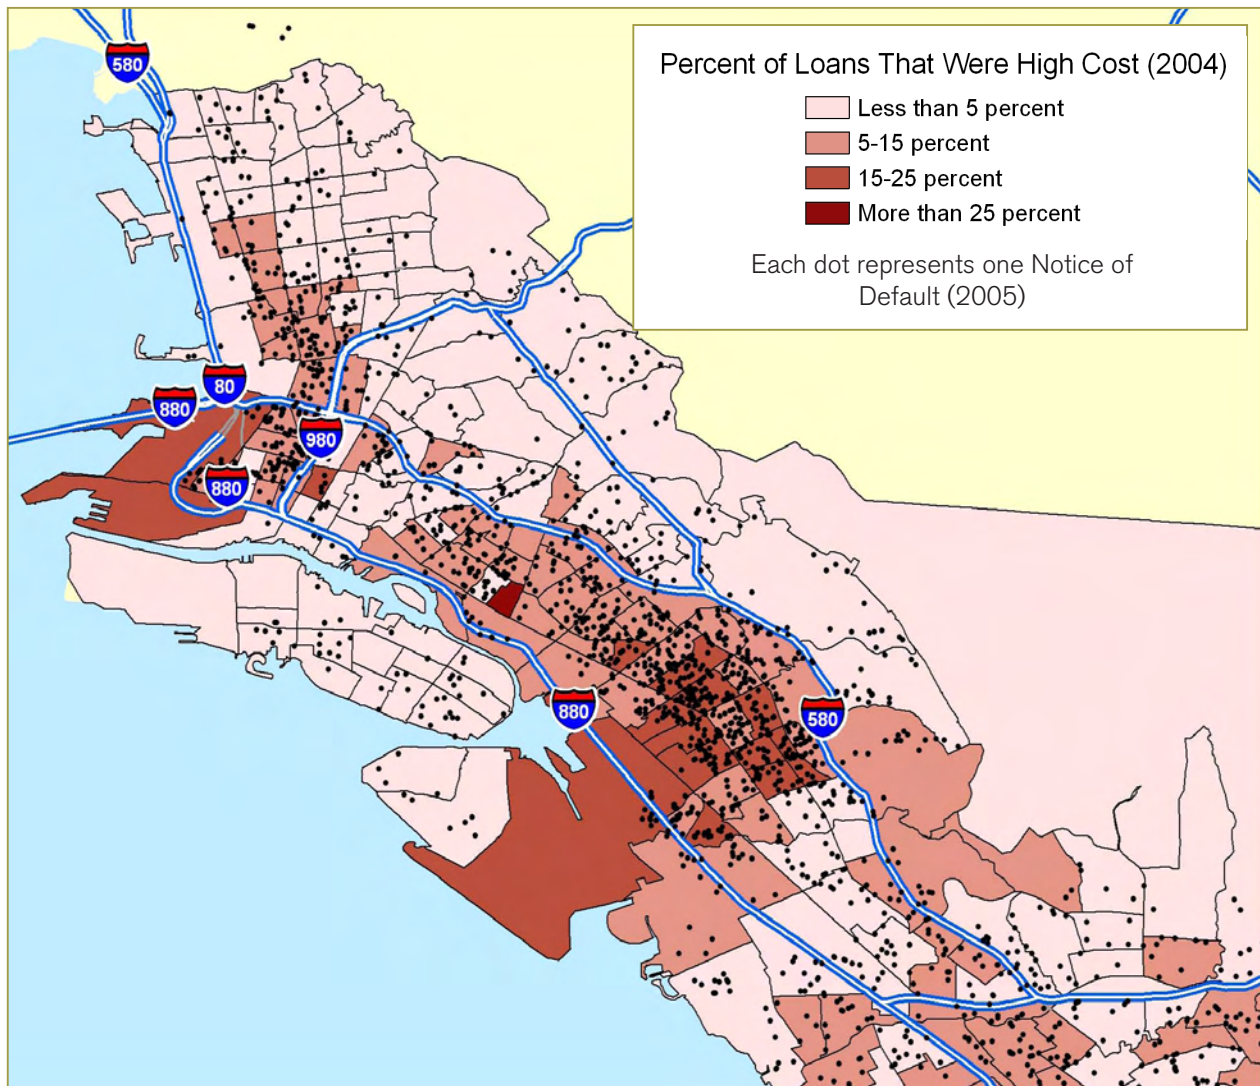 580
Percent of Loans That Were High Cost (2004)
Less than 5 percent
5-15 percent
15-25 percent
More than 25 percent
Each dot represents one Notice of
Default (2005)
80
880
980
880
880
580